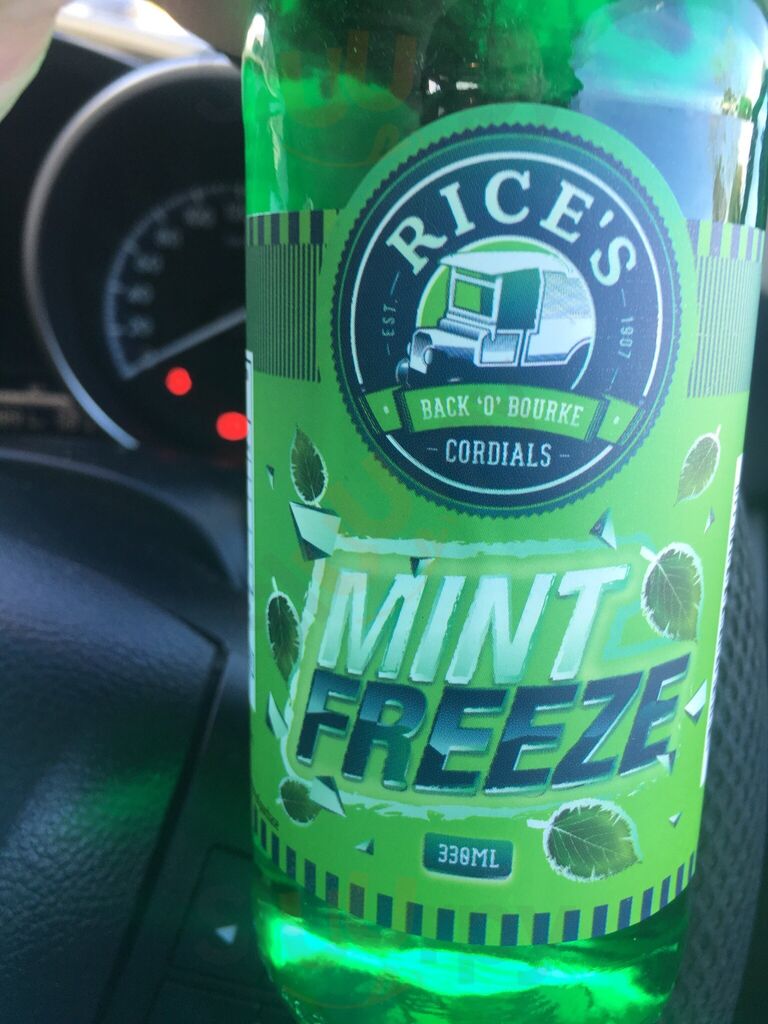 RICE'S
EST. 1907
BACK 'O' BOURKE
CORDIALS
MINT
FREEZE
330ML